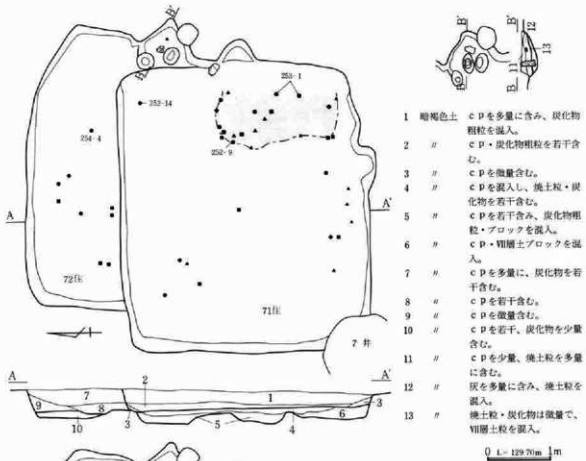 B'
B
253-1
252-14
254-4
252-9
A
A'
72住
71住
7井
A
A'
2
7
1
3
9
8
6
10
3
5
4
B'
B
B'
12
13
11
B
1 暗褐色土 cpを多量に含み、炭化物
粗粒を混入。
2 〃 cp・炭化物粗粒を若干含
む。
3 〃 cpを微量含む。
4 〃 cpを混入し、焼土粒・炭
化物を若干含む。
5 〃 cpを若干含み、炭化物粗
粒・ブロックを混入。
6 〃 cp・Ⅶ層土ブロックを混
入。
7 〃 cpを多量に、炭化物を若
干含む。
8 〃 cpを若干含む。
9 〃 cpを微量含む。
10 〃 cpを若干、炭化物を少量
含む。
11 〃 cpを少量、焼土粒を多量
に含む。
12 〃 灰を多量に含み、焼土粒を
混入。
13 〃 焼土粒・炭化物は微量で、
Ⅶ層土粒を混入。
0 L-129.70m 1m